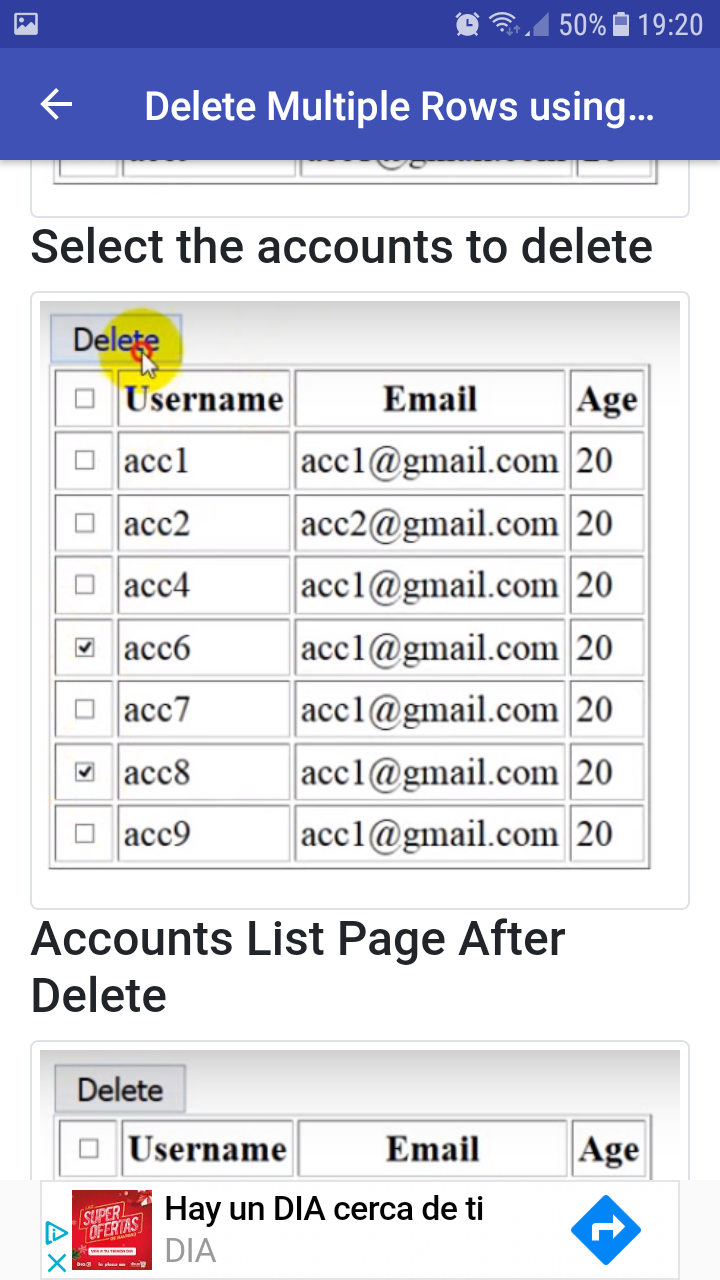 50% 19:20
Delete Multiple Rows using...
Select the accounts to delete
Delete
Username Email Age
acc1 acc1@gmail.com 20
acc2 acc2@gmail.com 20
acc4 acc1@gmail.com 20
acc6 acc1@gmail.com 20
acc7 acc1@gmail.com 20
acc8 acc1@gmail.com 20
acc9 acc1@gmail.com 20
Accounts List Page After
Delete
Delete
Username Email Age
SUPER
OFERTAS
Hay un DIA cerca de ti
DIA